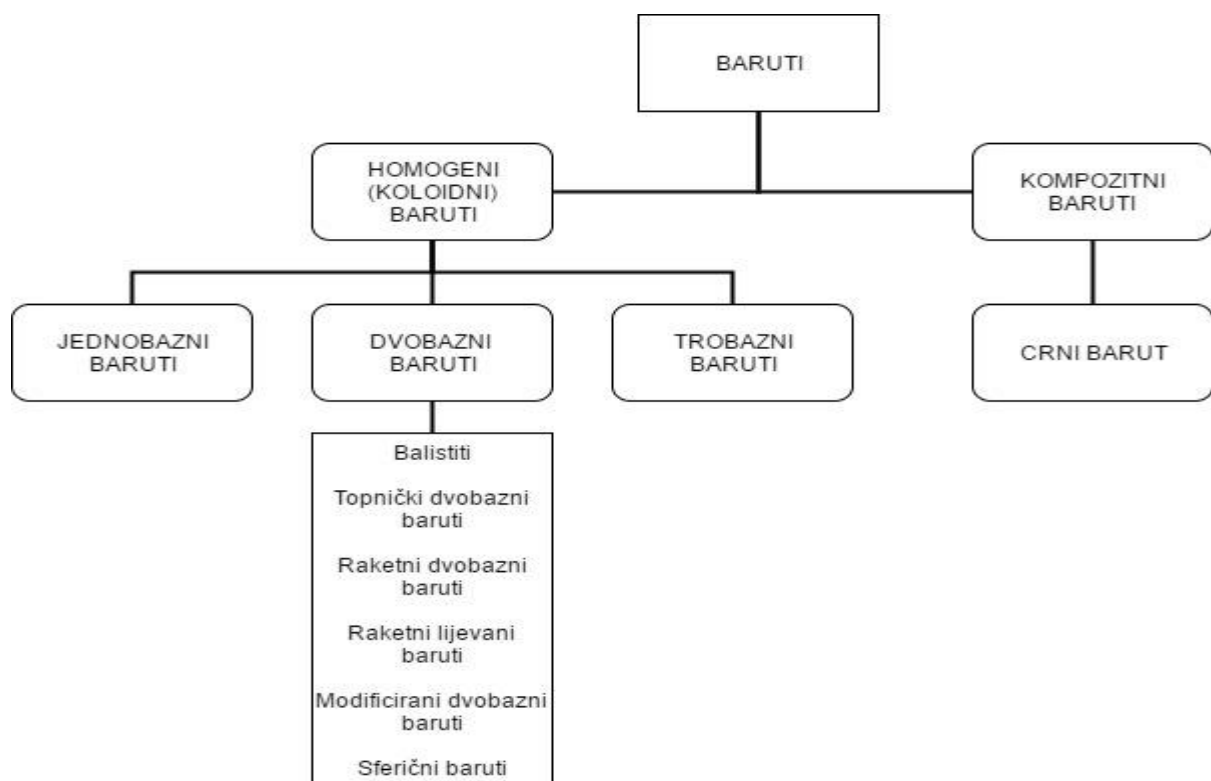 BARUTI
HOMOGENI
(KOLOIDNI)
BARUTI
KOMPOZITNI
BARUTI
JEDNOBAZNI
BARUTI
DVOBAZNI
BARUTI
TROBAZNI
BARUTI
CRNI BARUT
Balistiti
Topnički dvobazni
baruti
Raketni dvobazni
baruti
Raketni lijevani
baruti
Modificirani dvobazni
baruti
Sferični baruti